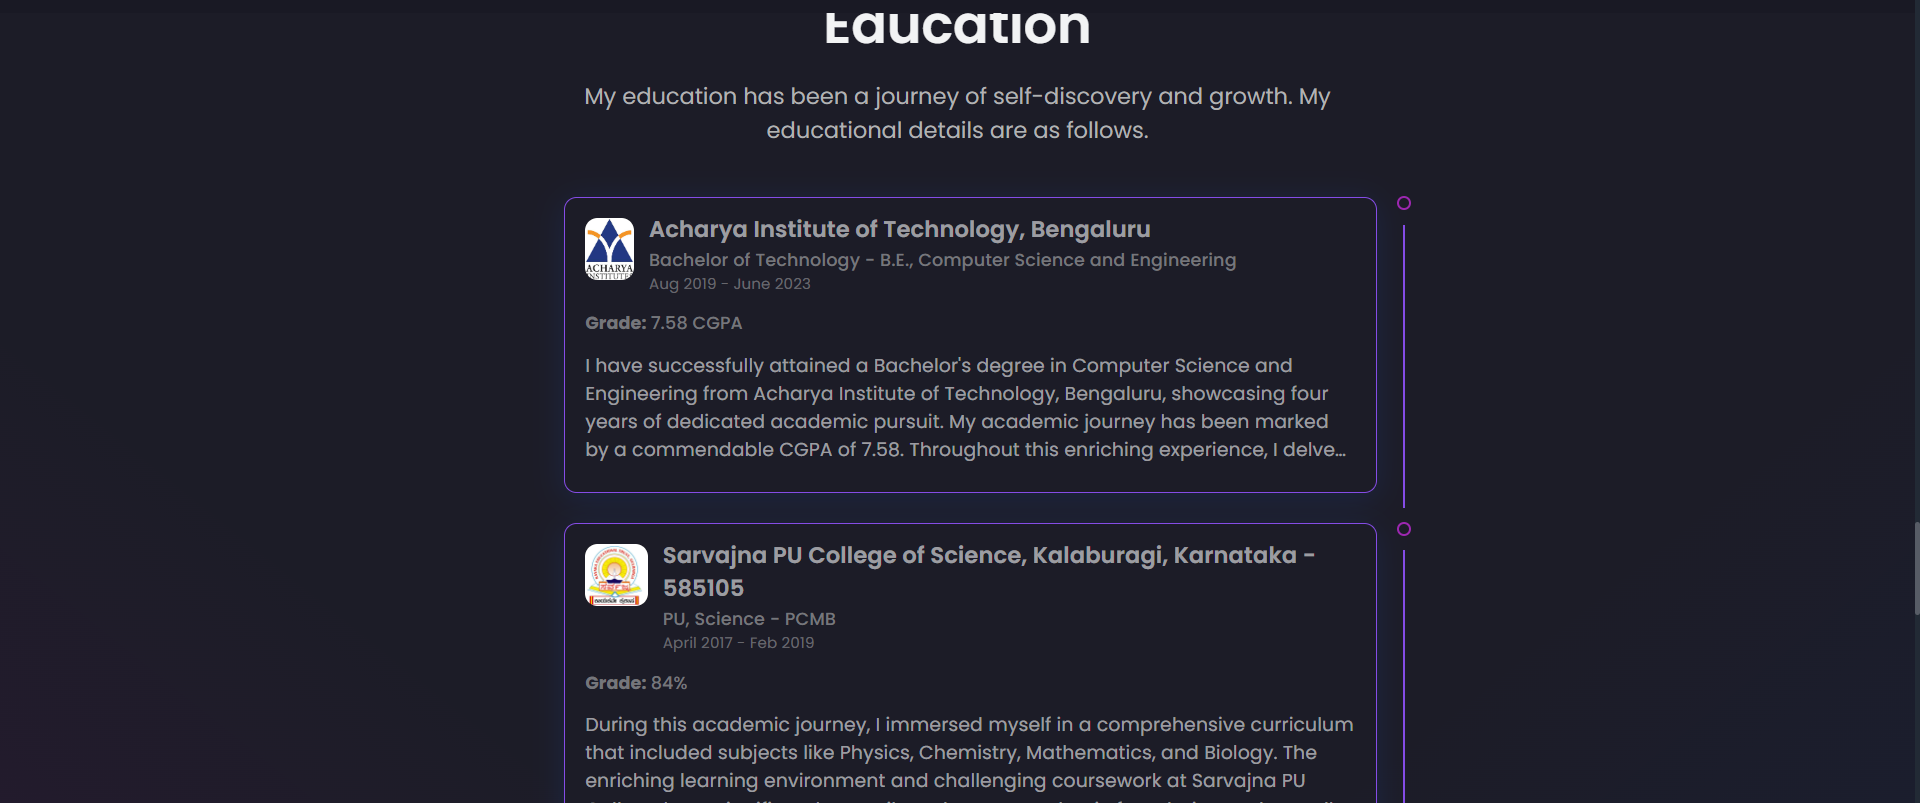 Education
My education has been a journey of self-discovery and growth. My
educational details are as follows.
ACHARYA
INSTITUTES
Acharya Institute of Technology, Bengaluru
Bachelor of Technology - B.E., Computer Science and Engineering
Aug 2019 - June 2023
Grade: 7.58 CGPA
I have successfully attained a Bachelor's degree in Computer Science and
Engineering from Acharya Institute of Technology, Bengaluru, showcasing four
years of dedicated academic pursuit. My academic journey has been marked
by a commendable CGPA of 7.58. Throughout this enriching experience, I delve...
Sarvajna PU College of Science, Kalaburagi, Karnataka -
585105
PU, Science - PCMB
April 2017 - Feb 2019
Grade: 84%
During this academic journey, I immersed myself in a comprehensive curriculum
that included subjects like Physics, Chemistry, Mathematics, and Biology. The
enriching learning environment and challenging coursework at Sarvajna PU